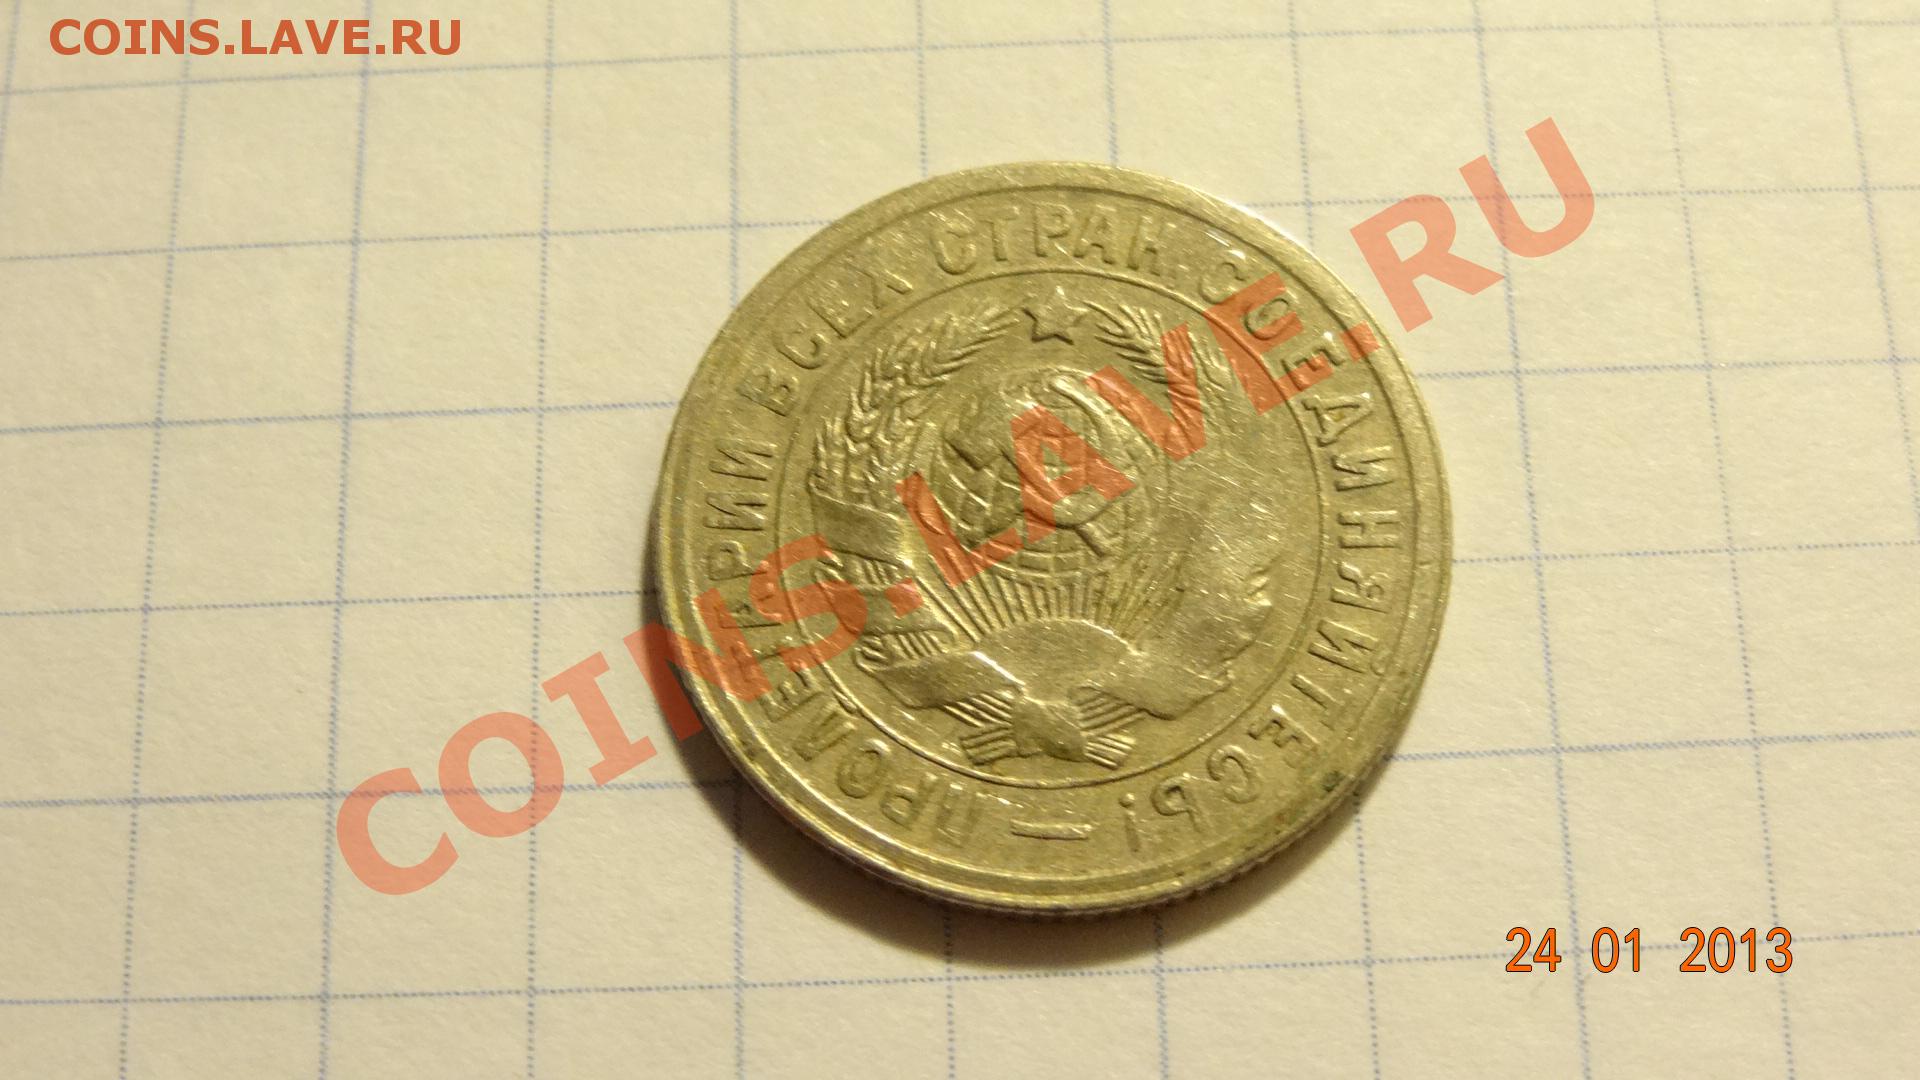 COINS.LAVE.RU
ПРОЛЕТАРИИ ВСЕХ СТРАН, СОЕДИНЯЙТЕСЬ! —
COINS.LAVE.RU
24 01 2013